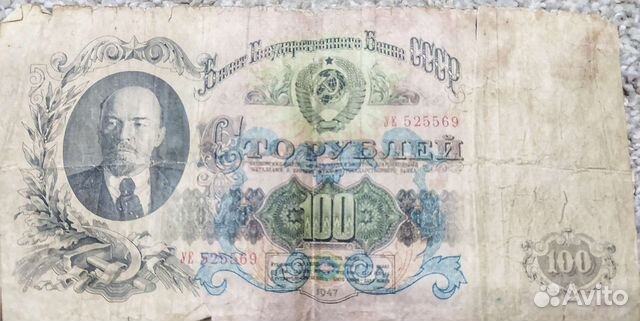 Билет Государственного Банка СССР
УЕ 525569
СТО РУБЛЕЙ
100
УЕ 525569
100
1947
Avito